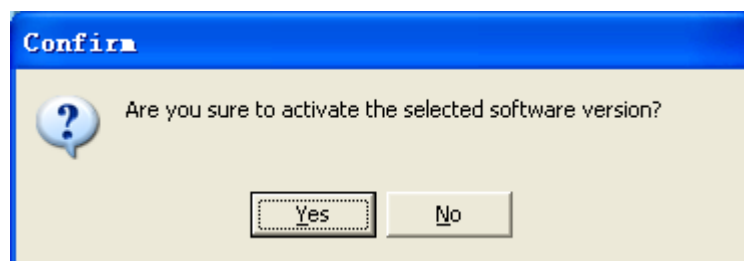 Confirm
Are you sure to activate the selected software version?
Yes
No